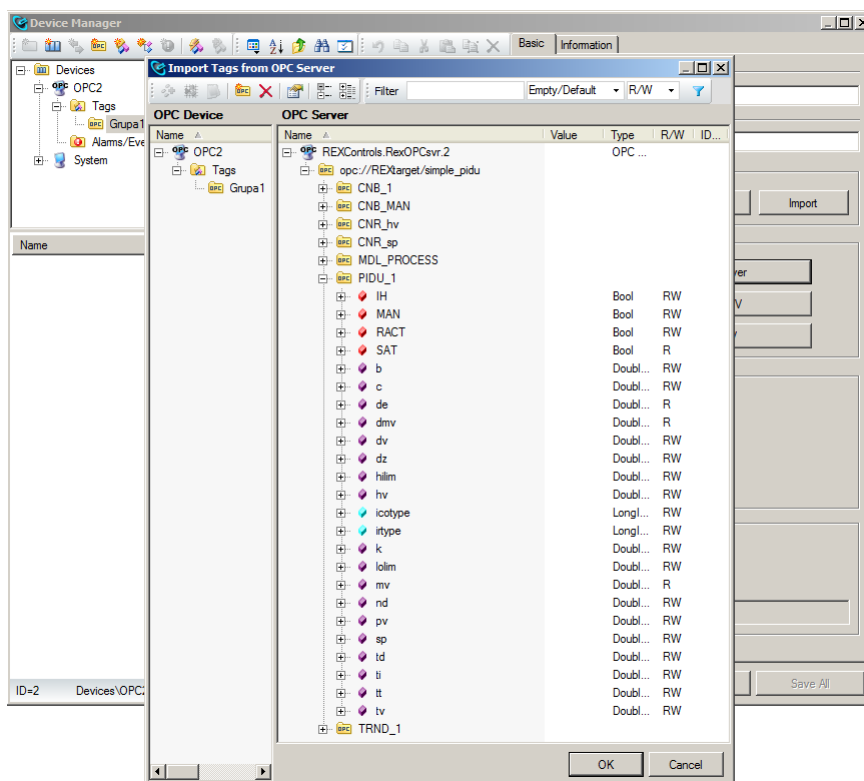 Device Manager
Basic Information
Devices
OPC2
Tags
Grupa1
Alarms/Eve
System
Name
ID=2 Devices\OPC2
Import
ver
V
Save All
Import Tags from OPC Server
Filter Empty/Default R/W
OPC Device OPC Server
Name Name Value Type R/W ID...
OPC2 REXControls.RexOPCsvr.2 OPC ...
Tags opc://REXtarget/simple_pidu
Grupa1 CNB_1
CNB_MAN
CNR_hv
CNR_sp
MDL_PROCESS
PIDU_1
IH Bool RW
MAN Bool RW
RACT Bool RW
SAT Bool R
b Doubl... RW
c Doubl... RW
de Doubl... R
dmv Doubl... R
dv Doubl... RW
dz Doubl... RW
hilim Doubl... RW
hv Doubl... RW
icotype LongI... RW
irtype LongI... RW
k Doubl... RW
lolim Doubl... RW
mv Doubl... R
nd Doubl... RW
pv Doubl... RW
sp Doubl... RW
td Doubl... RW
ti Doubl... RW
tt Doubl... RW
tv Doubl... RW
TRND_1
OK Cancel